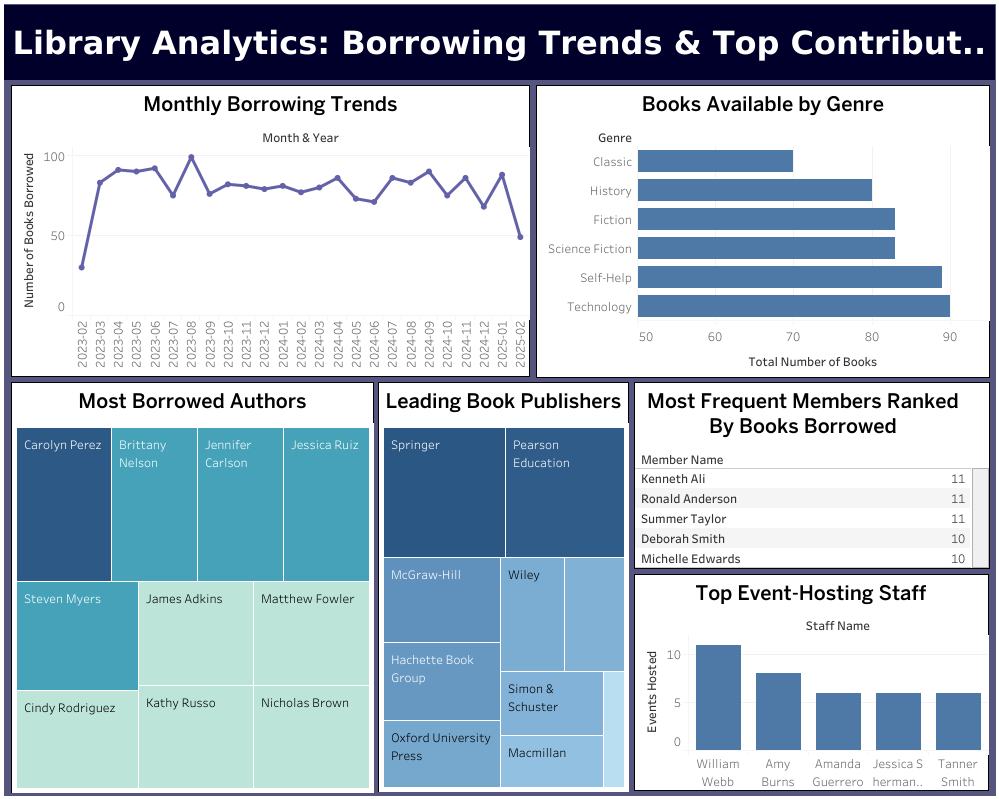 Library Analytics: Borrowing Trends & Top Contribut..
Monthly Borrowing Trends
Month & Year
Number of Books Borrowed
100
50
0
2023-02
2023-03
2023-04
2023-05
2023-06
2023-07
2023-08
2023-09
2023-10
2023-11
2023-12
2024-01
2024-02
2024-03
2024-04
2024-05
2024-06
2024-07
2024-08
2024-09
2024-10
2024-11
2024-12
2025-01
2025-02
Books Available by Genre
Genre
Classic
History
Fiction
Science Fiction
Self-Help
Technology
50 60 70 80 90
Total Number of Books
Most Borrowed Authors
Carolyn Perez
Brittany
Nelson
Jennifer
Carlson
Jessica Ruiz
Steven Myers
James Adkins
Matthew Fowler
Cindy Rodriguez
Kathy Russo
Nicholas Brown
Leading Book Publishers
Springer
Pearson
Education
McGraw-Hill
Wiley
Hachette Book
Group
Simon &
Schuster
Oxford University
Press
Macmillan
Most Frequent Members Ranked
By Books Borrowed
Member Name
Kenneth Ali 11
Ronald Anderson 11
Summer Taylor 11
Deborah Smith 10
Michelle Edwards 10
Top Event-Hosting Staff
Staff Name
Events Hosted
10
5
0
William
Webb
Amy
Burns
Amanda
Guerrero
Jessica S
herman..
Tanner
Smith